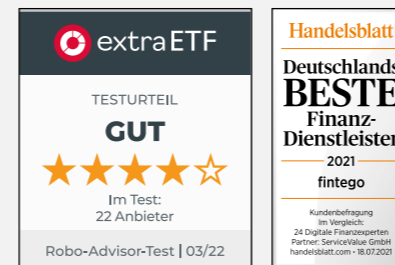 extraETF
TESTURTEIL
GUT
Im Test:
22 Anbieter
Robo-Advisor-Test | 03/22
Handelsblatt
Deutschlands
BESTE
Finanz-
Dienstleister
2021
fintego
Kundenbefragung
Im Vergleich:
24 Digitale Finanzexperten
Partner: ServiceValue GmbH
handelsblatt.com · 18.07.2021